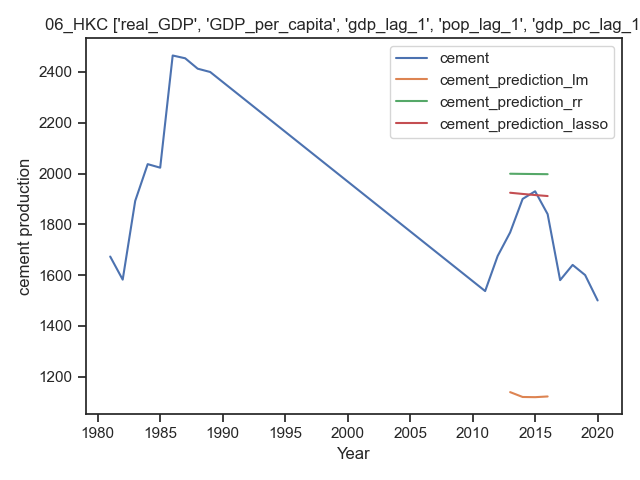 06_HKC ['real_GDP', 'GDP_per_capita', 'gdp_lag_1', 'pop_lag_1', 'gdp_pc_lag_1
cement
cement_prediction_lm
cement_prediction_rr
cement_prediction_lasso
cement production
2400
2200
2000
1800
1600
1400
1200
1980 1985 1990 1995 2000 2005 2010 2015 2020
Year